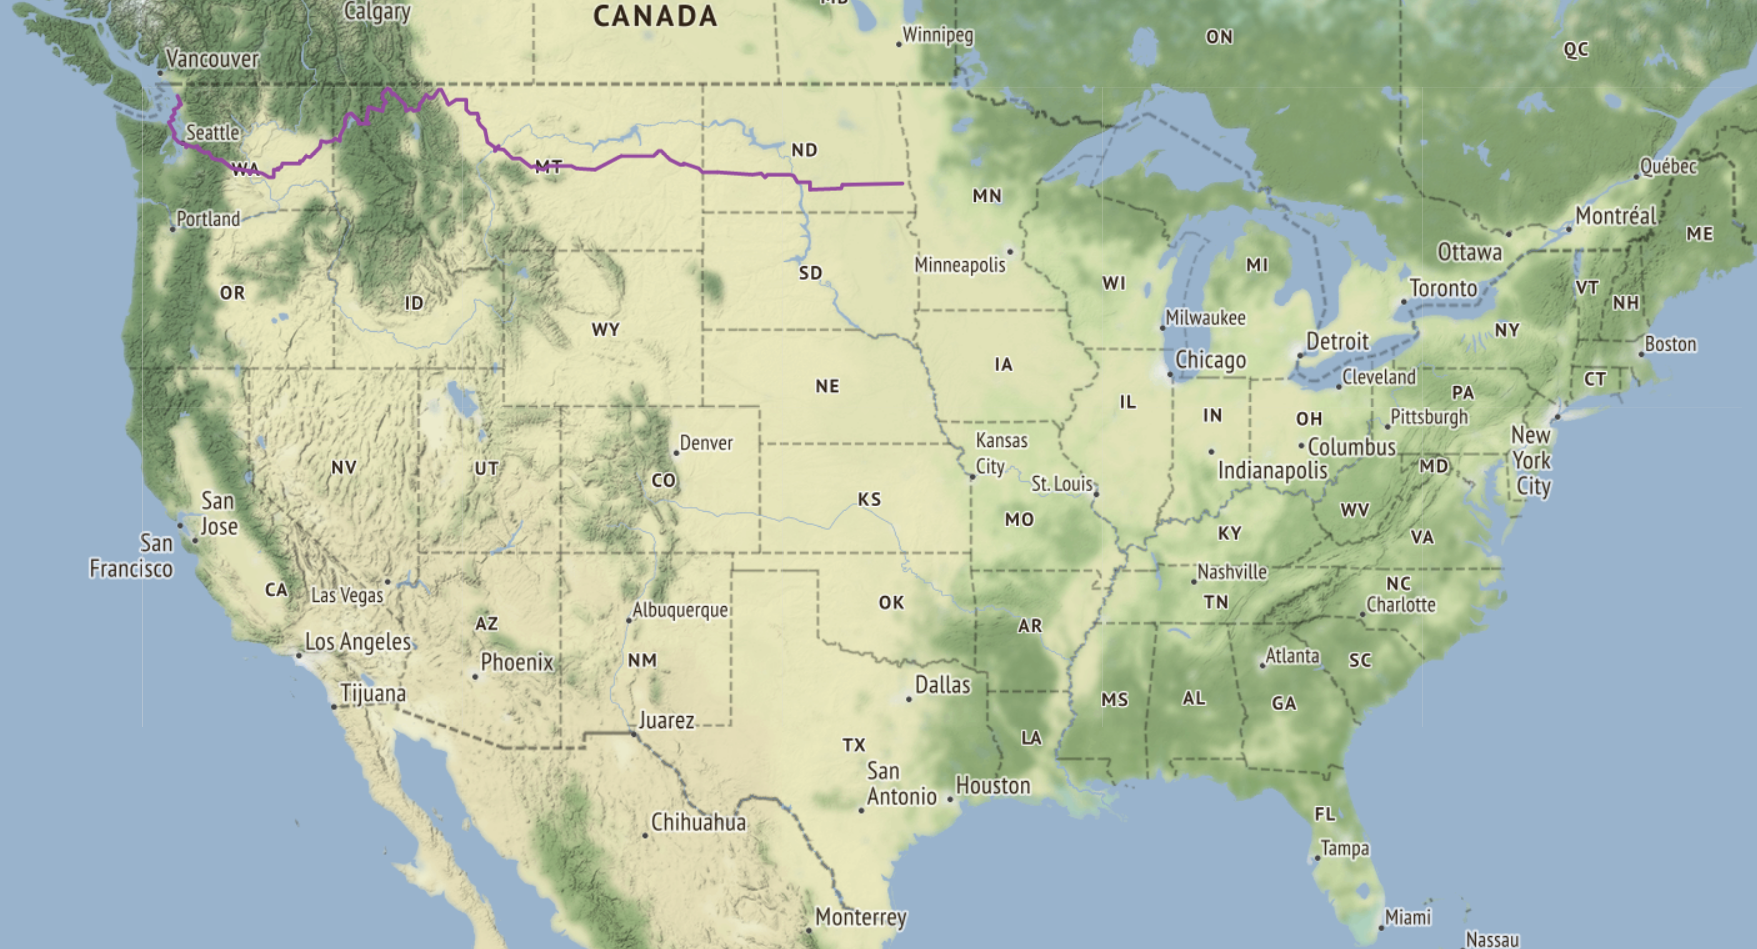 Calgary
CANADA
MB
Winnipeg
ON
QC
Vancouver
Seattle
WA
MT
ND
MN
Québec
Montréal
ME
Ottawa
Portland
OR
ID
WY
SD
Minneapolis
WI
MI
Toronto
VT
NH
NY
Milwaukee
Detroit
Boston
Chicago
Cleveland
CT
IA
NE
IL
IN
OH
PA
Pittsburgh
Columbus
Indianapolis
New
York
City
MD
Denver
CO
Kansas
City
St. Louis
NV
UT
KS
MO
WV
KY
VA
San
Jose
San
Francisco
CA
Las Vegas
Nashville
TN
NC
Charlotte
AZ
Albuquerque
OK
AR
Los Angeles
Phoenix
NM
Atlanta
SC
Tijuana
Dallas
MS
AL
GA
Juarez
TX
LA
San
Antonio
Houston
FL
Chihuahua
Tampa
Monterrey
Miami
Nassau